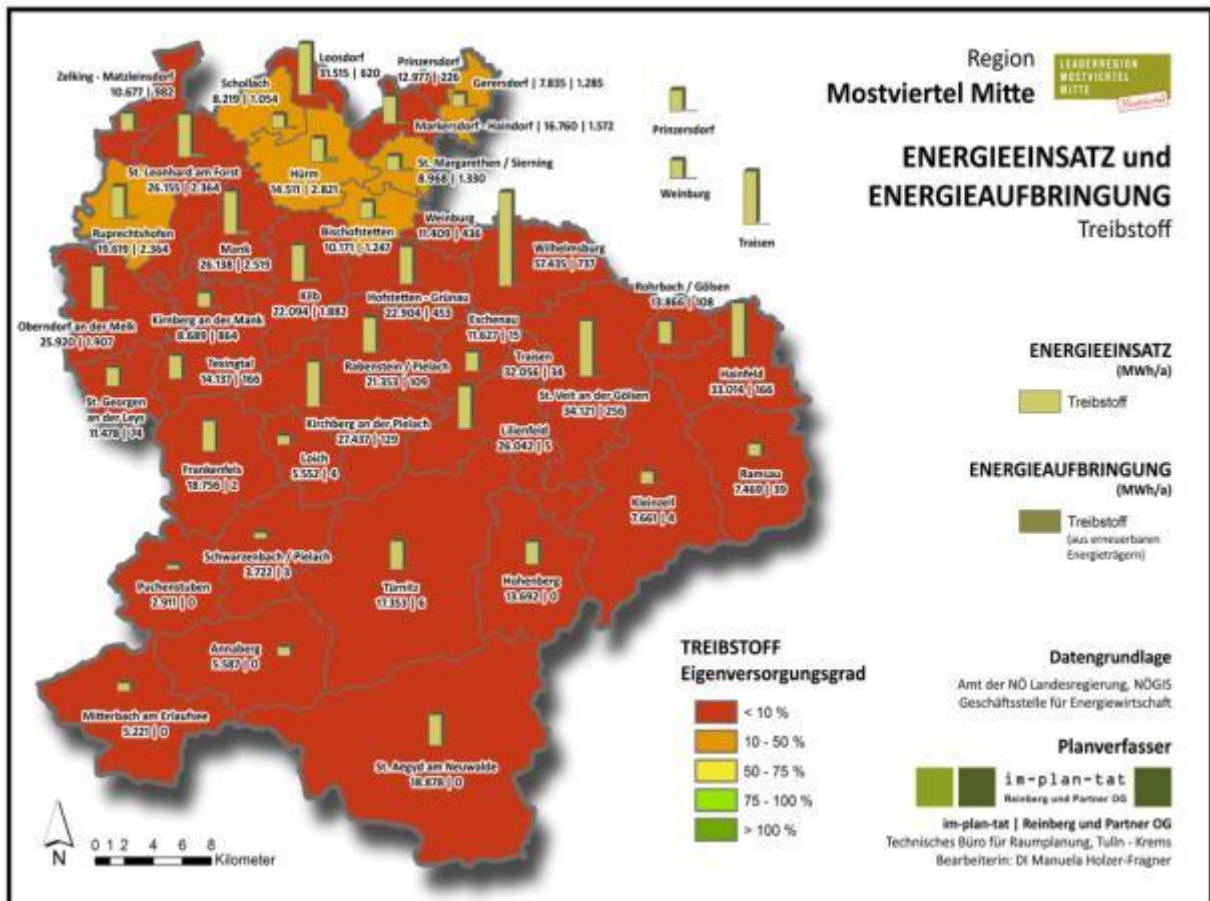 Region
Mostviertel Mitte
LEADERREGION
MOSTVIERTEL
MITTE
Mostviertel
ENERGIEEINSATZ und
ENERGIEAUFBRINGUNG
Treibstoff
Zelking - Matzleinsdorf
10.677 | 982
Schollach
8.219 | 1.054
Loosdorf
31.515 | 620
Prinzersdorf
12.977 | 226
Gerersdorf | 7.835 | 1.285
Markersdorf - Haindorf | 16.760 | 1.572
St. Leonhard am Forst
26.155 | 2.364
Hürm
14.511 | 2.821
St. Margarethen / Sierning
8.968 | 1.330
Ruprechtshofen
19.619 | 2.364
Mank
26.138 | 2.519
Bischofstetten
10.171 | 1.247
Weinburg
11.409 | 436
Wilhelmsburg
57.435 | 737
Prinzersdorf
Weinburg
Traisen
Oberndorf an der Melk
25.920 | 1.907
Kirnberg an der Mank
8.689 | 864
Kilb
22.094 | 1.882
Hofstetten - Grünau
22.904 | 453
Eschenau
11.627 | 15
Rohrbach / Gölsen
13.866 | 108
Texingtal
14.137 | 166
Rabenstein / Pielach
21.353 | 109
Traisen
32.056 | 34
St. Veit an der Gölsen
34.121 | 256
Hainfeld
33.014 | 166
St. Georgen
an der Leys
11.478 | 74
Kirchberg an der Pielach
27.437 | 129
Lilienfeld
26.042 | 5
Frankenfels
18.756 | 2
Loich
5.552 | 4
Kleinzell
7.661 | 4
Ramsau
7.469 | 39
Schwarzenbach / Pielach
3.722 | 3
Puchenstuben
2.911 | 0
Türnitz
17.353 | 6
Hohenberg
13.692 | 0
Annaberg
5.587 | 0
Mitterbach am Erlaufsee
5.221 | 0
St. Aegyd am Neuwalde
18.878 | 0
ENERGIEEINSATZ
(MWh/a)
Treibstoff
ENERGIEAUFBRINGUNG
(MWh/a)
Treibstoff
(aus erneuerbaren
Energieträgern)
TREIBSTOFF
Eigenversorgungsgrad
< 10 %
10 - 50 %
50 - 75 %
75 - 100 %
> 100 %
Datengrundlage
Amt der NÖ Landesregierung, NÖGIS
Geschäftsstelle für Energiewirtschaft
Planverfasser
im-plan-tat
Reinberg und Partner OG
im-plan-tat | Reinberg und Partner OG
Technisches Büro für Raumplanung, Tulln - Krems
Bearbeiterin: DI Manuela Holzer-Fragner
N
0 1 2 4 6 8
Kilometer